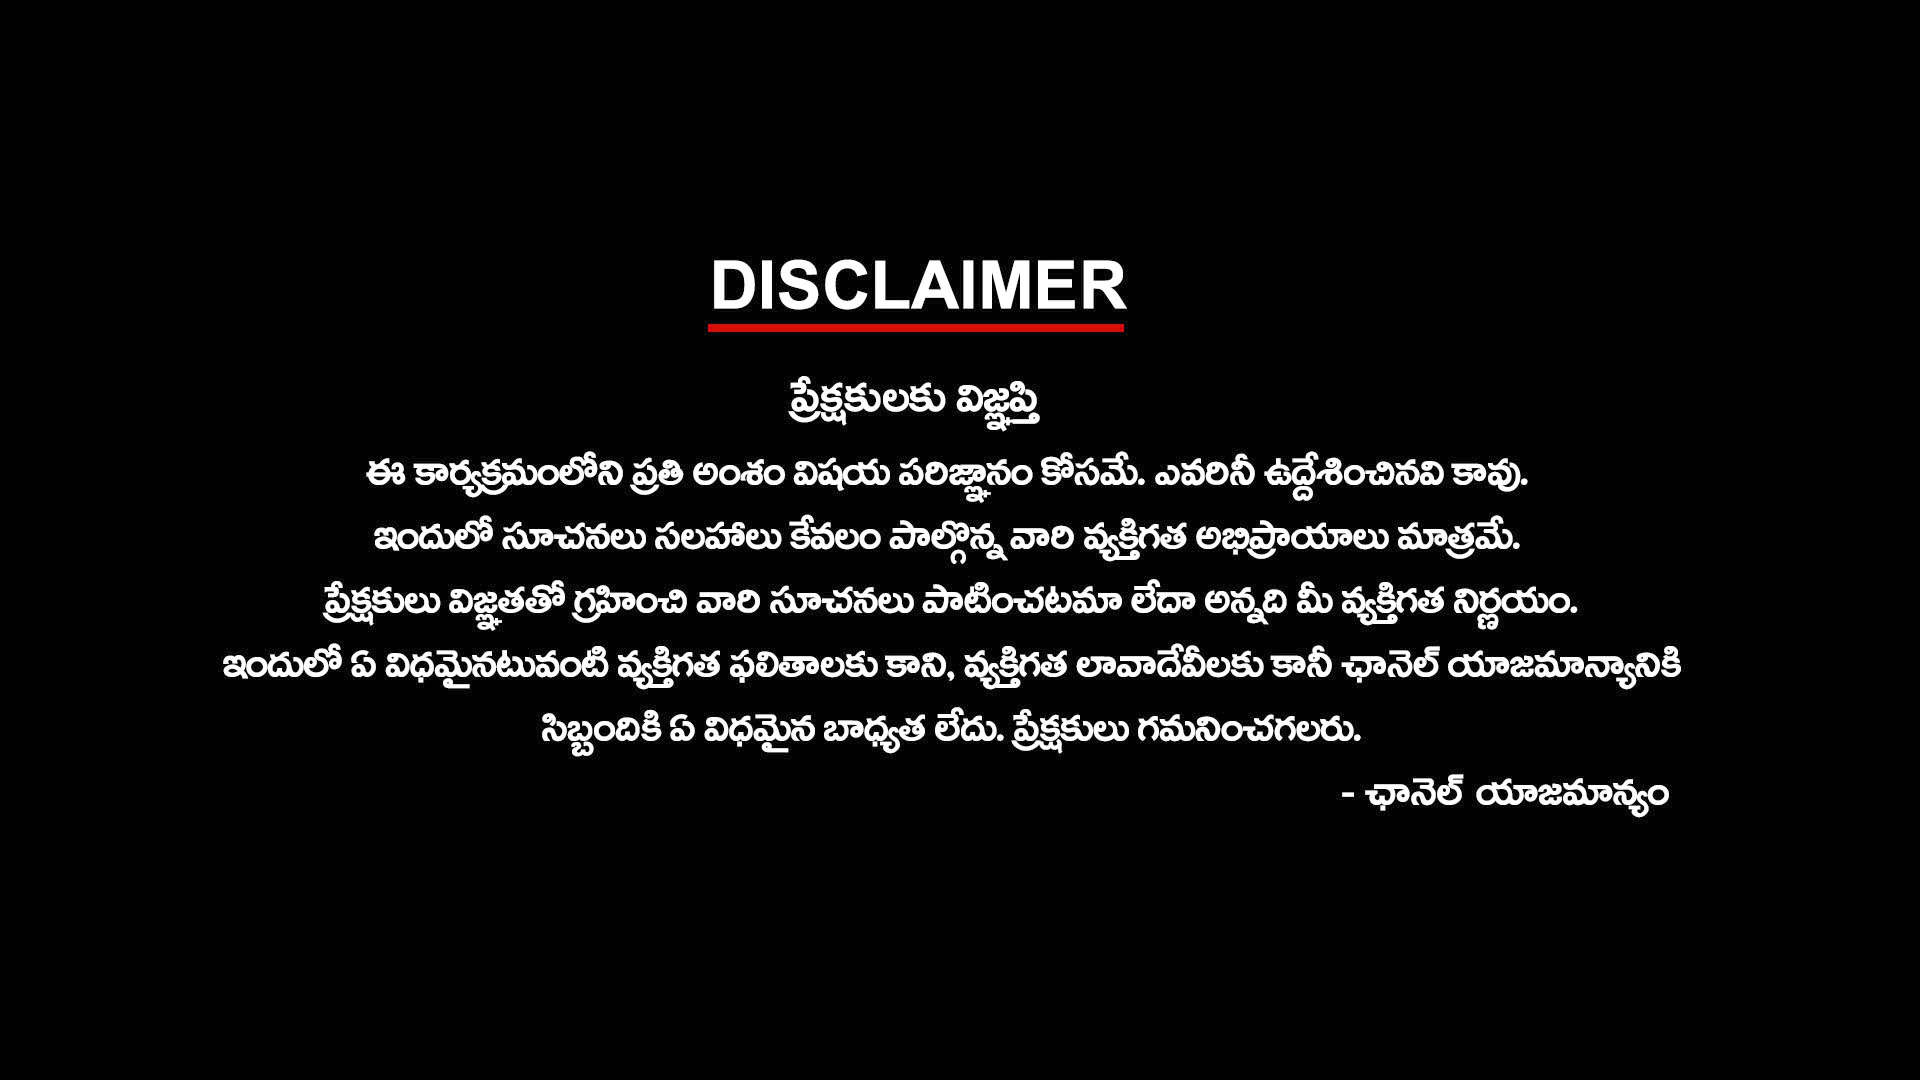 DISCLAIMER
ప్రేక్షకులకు విజ్ఞప్తి
ఈ కార్యక్రమంలోని ప్రతి అంశం విషయ పరిజ్ఞానం కోసమే. ఎవరినీ ఉద్దేశించినవి కావు.
ఇందులో సూచనలు సలహాలు కేవలం పాల్గొన్న వారి వ్యక్తిగత అభిప్రాయాలు మాత్రమే.
ప్రేక్షకులు విజ్ఞతతో గ్రహించి వారి సూచనలు పాటించటమా లేదా అన్నది మీ వ్యక్తిగత నిర్ణయం.
ఇందులో ఏ విధమైనటువంటి వ్యక్తిగత ఫలితాలకు కాని, వ్యక్తిగత లావాదేవీలకు కానీ ఛానెల్ యాజమాన్యానికి
సిబ్బందికి ఏ విధమైన బాధ్యత లేదు. ప్రేక్షకులు గమనించగలరు.
- ఛానెల్ యాజమాన్యం